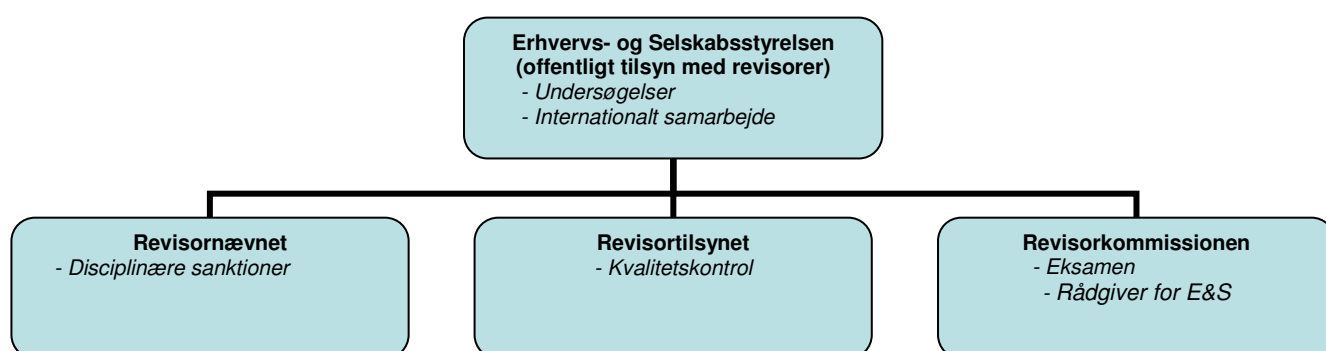 Erhvervs- og Selskabsstyrelsen
(offentligt tilsyn med revisorer)
- Undersøgelser
- Internationalt samarbejde
Revisornævnet
- Disciplinære sanktioner
Revisortilsynet
- Kvalitetskontrol
Revisorkommissionen
- Eksamen
- Rådgiver for E&S